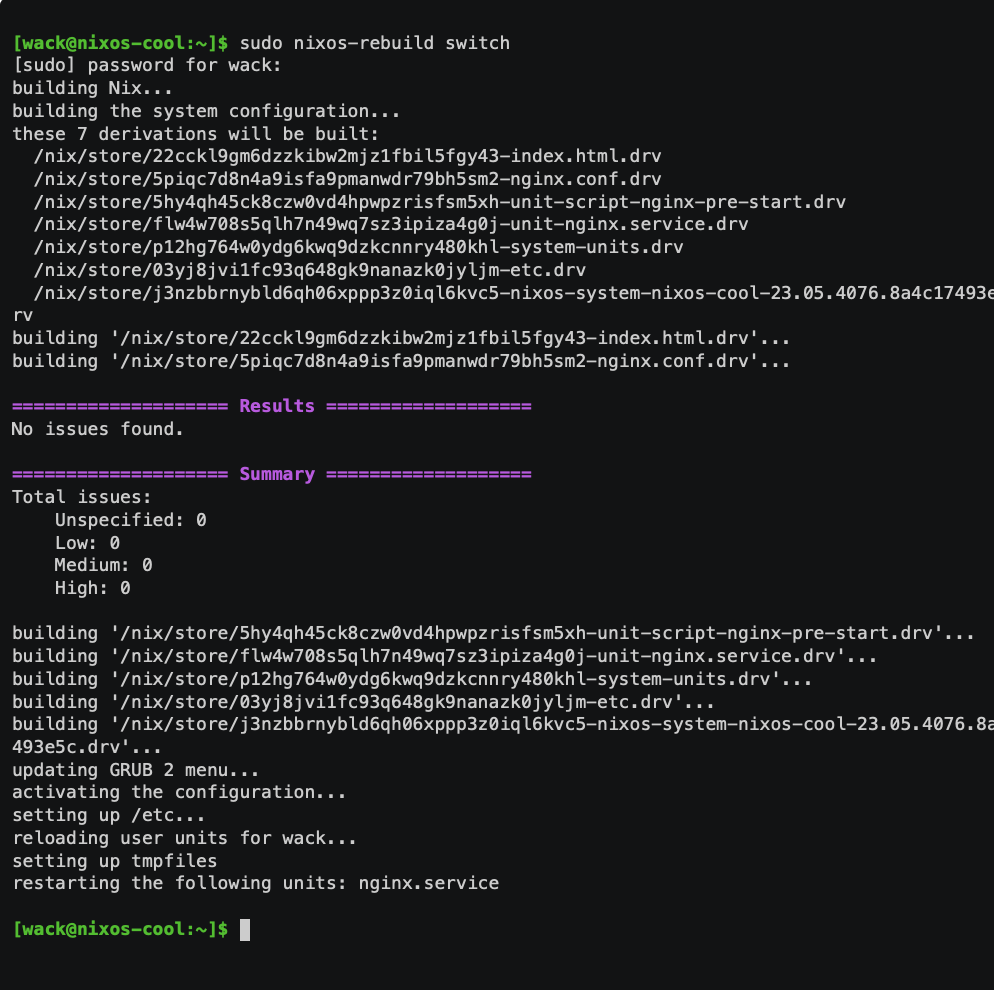 [wack@nixos-cool:~]$ sudo nixos-rebuild switch
[sudo] password for wack:
building Nix...
building the system configuration...
these 7 derivations will be built:
  /nix/store/22cckl9gm6dzzkibw2mjz1fbil5fgy43-index.html.drv
  /nix/store/5piqc7d8n4a9isfa9pmanwdr79bh5sm2-nginx.conf.drv
  /nix/store/5hy4qh45ck8czw0vd4hpwpzrisfsm5xh-unit-script-nginx-pre-start.drv
  /nix/store/flw4w708s5qlh7n49wq7sz3ipiza4g0j-unit-nginx.service.drv
  /nix/store/p12hg764w0ydg6kwq9dzkcnnry480khl-system-units.drv
  /nix/store/03yj8jvi1fc93q648gk9nanazk0jyljm-etc.drv
  /nix/store/j3nzbbrnybld6qh06xppp3z0iql6kvc5-nixos-system-nixos-cool-23.05.4076.8a4c17493e
rv
building '/nix/store/22cckl9gm6dzzkibw2mjz1fbil5fgy43-index.html.drv'...
building '/nix/store/5piqc7d8n4a9isfa9pmanwdr79bh5sm2-nginx.conf.drv'...
==================== Results ===================
No issues found.
==================== Summary ===================
Total issues:
    Unspecified: 0
    Low: 0
    Medium: 0
    High: 0
building '/nix/store/5hy4qh45ck8czw0vd4hpwpzrisfsm5xh-unit-script-nginx-pre-start.drv'...
building '/nix/store/flw4w708s5qlh7n49wq7sz3ipiza4g0j-unit-nginx.service.drv'...
building '/nix/store/p12hg764w0ydg6kwq9dzkcnnry480khl-system-units.drv'...
building '/nix/store/03yj8jvi1fc93q648gk9nanazk0jyljm-etc.drv'...
building '/nix/store/j3nzbbrnybld6qh06xppp3z0iql6kvc5-nixos-system-nixos-cool-23.05.4076.8a
493e5c.drv'...
updating GRUB 2 menu...
activating the configuration...
setting up /etc...
reloading user units for wack...
setting up tmpfiles
restarting the following units: nginx.service
[wack@nixos-cool:~]$